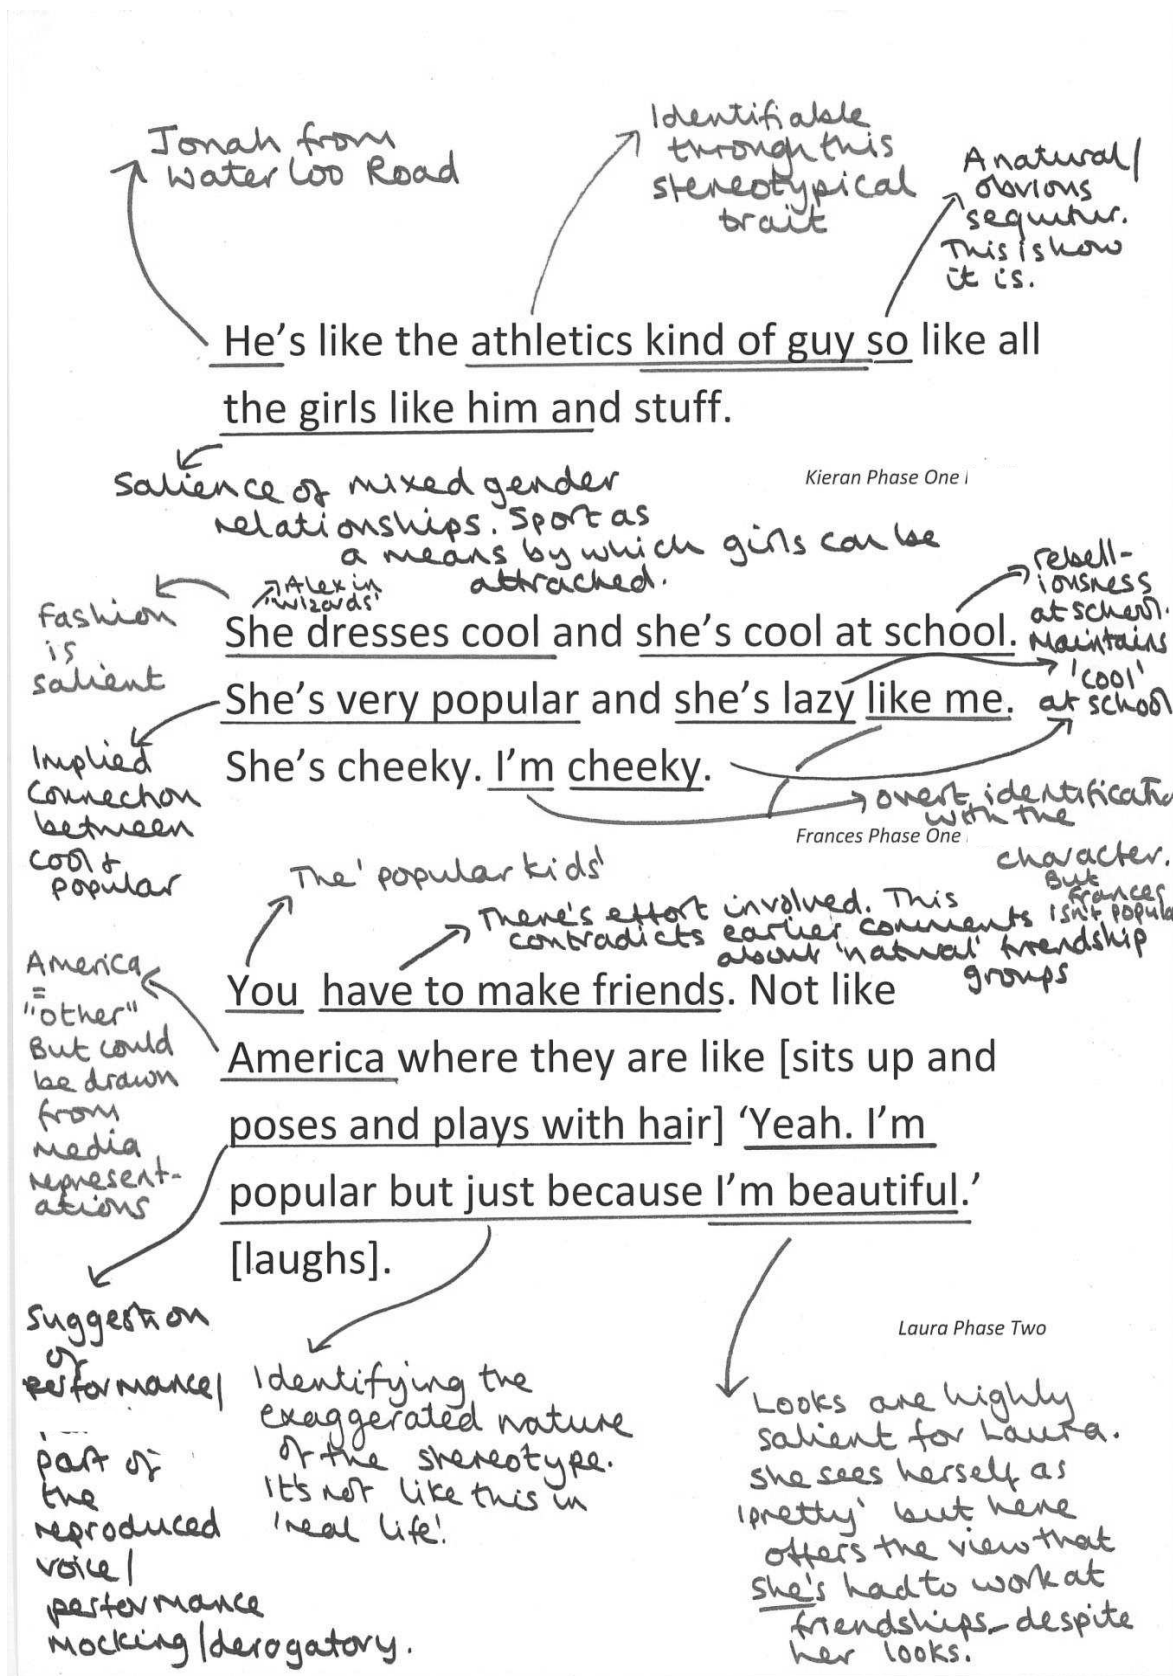 Jonah from
Waterloo Road
Identifiable
through this
stereotypical
trait
A natural/
obvious
sequitur.
This is how
it is.
He's like the athletics kind of guy so like all
the girls like him and stuff.
Kieran Phase One
Salience of mixed gender
relationships. Sport as
a means by which girls can be
attracted.
Fashion
is
salient
Alex in
'Wizards'
rebell-
iousness
at school.
Maintains
'cool'
at school
She dresses cool and she's cool at school.
She's very popular and she's lazy like me.
She's cheeky. I'm cheeky.
Implied
connection
between
cool +
popular
overt identificatio
with the
character.
But
Frances
isn't popula
Frances Phase One
The 'popular kids'
There's effort involved. This
contradicts earlier comments
about 'natural' friendship
groups
America
=
"other"
But could
be drawn
from
media
represent-
ations
You have to make friends. Not like
America where they are like [sits up and
poses and plays with hair] ‘Yeah. I’m
popular but just because I’m beautiful.’
[laughs].
Laura Phase Two
Suggestion
of
performance/
part of
the
reproduced
voice/
performance
Mocking/derogatory.
Identifying the
exaggerated nature
of the stereotype.
It's not like this in
'real life'.
Looks are highly
salient for Laura.
She sees herself as
'pretty' but here
offers the view that
she's had to work at
friendships – despite
her looks.